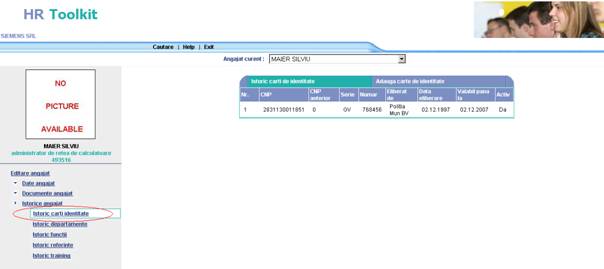 HR Toolkit
SIEMENS SRL
Cautare | Help | Exit
Angajat curent : MAIER SILVIU
NO
PICTURE
AVAILABLE
MAIER SILVIU
administrator de retea de calculatoare
493516
Editare angajat
Date angajat
Documente angajat
Istorice angajat
Istoric carti identitate
Istoric departamente
Istoric functii
Istoric referinte
Istoric training
Istoric carti de identitate Adauga carte de identitate
Nr. CNP CNP anterior Serie Numar Eliberat de Data eliberare Valabil pana la Activ
1 2831130011851 0 GV 768456 Politia Mun BV 02.12.1997 02.12.2007 Da